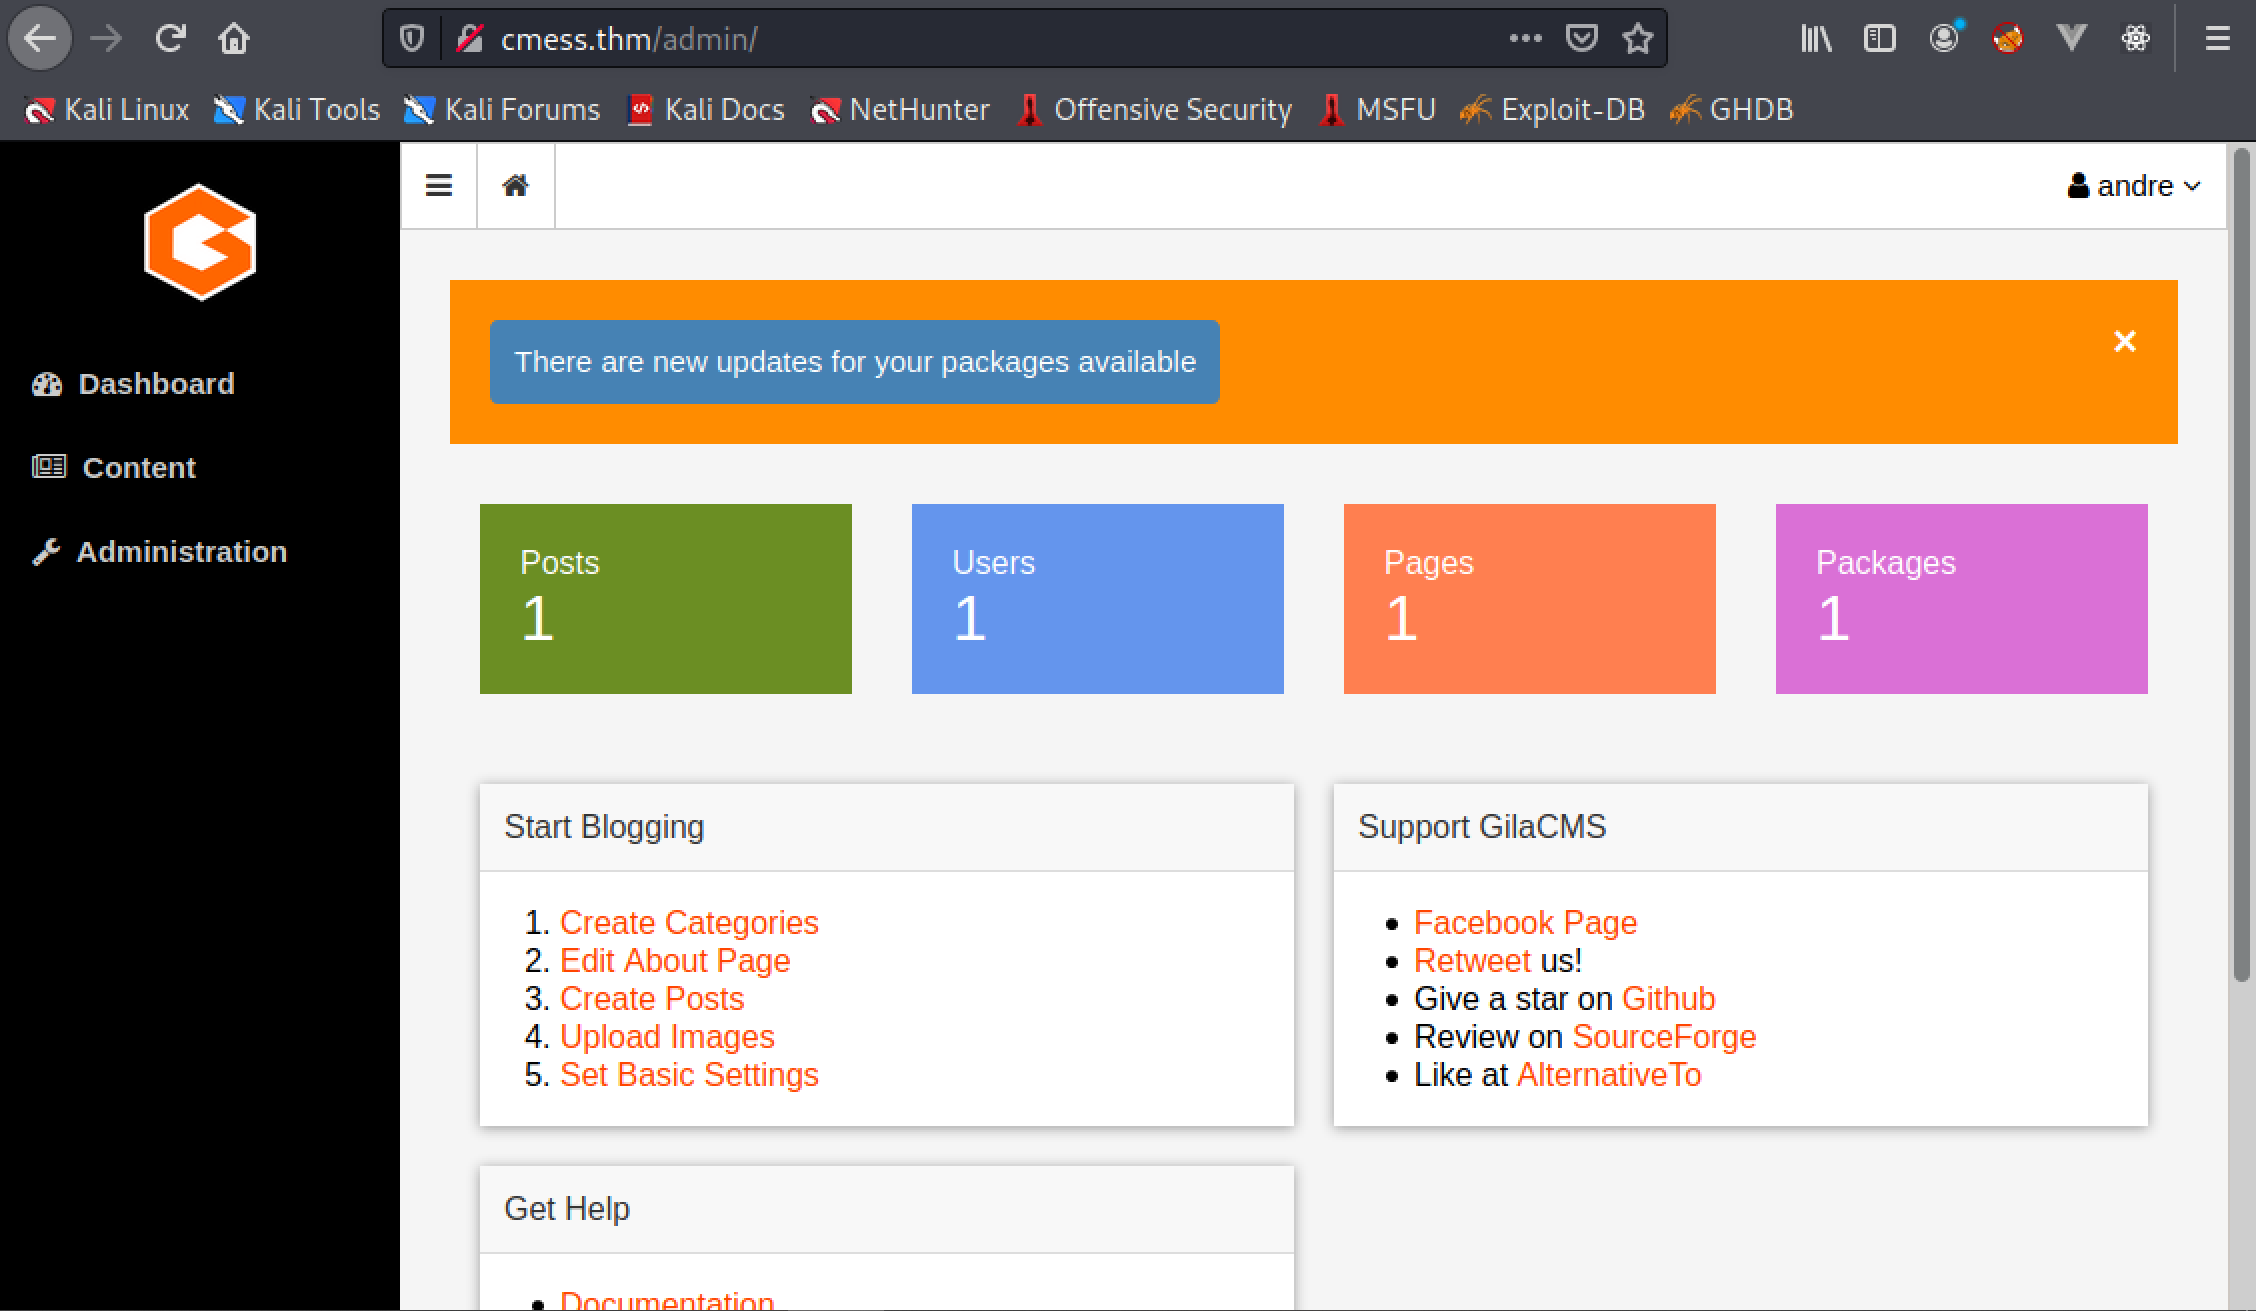 cmess.thm/admin/
Kali Linux Kali Tools Kali Forums Kali Docs NetHunter Offensive Security MSFU Exploit-DB GHDB
andre
There are new updates for your packages available
×
Dashboard
Content
Administration
Posts
1
Users
1
Pages
1
Packages
1
Start Blogging
1. Create Categories
2. Edit About Page
3. Create Posts
4. Upload Images
5. Set Basic Settings
Support GilaCMS
• Facebook Page
• Retweet us!
• Give a star on Github
• Review on SourceForge
• Like at AlternativeTo
Get Help
• Documentation